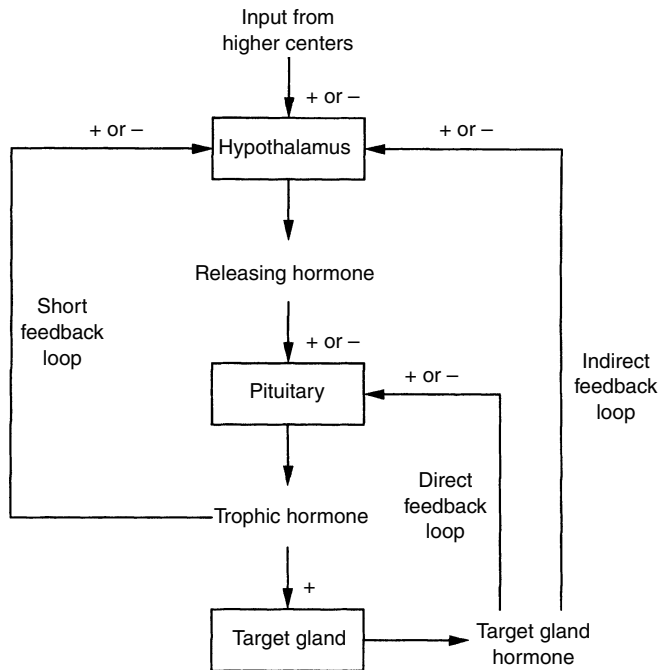 Input from
higher centers
+ or –
+ or –
+ or –
Hypothalamus
Releasing hormone
Short
feedback
loop
+ or –
Indirect
feedback
loop
+ or –
Pituitary
Direct
feedback
loop
Trophic hormone
+
Target gland
Target gland
hormone